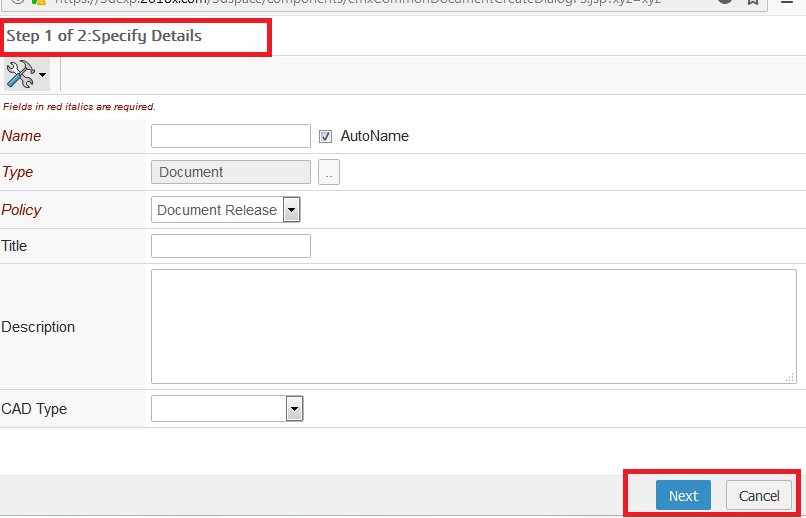 Step 1 of 2:Specify Details
Fields in red italics are required.
Name AutoName
Type Document ..
Policy Document Release
Title
Description
CAD Type
Next Cancel